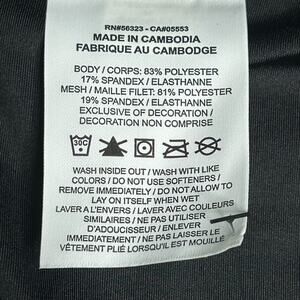 RN#56323 - CA#05553
MADE IN CAMBODIA
FABRIQUE AU CAMBODGE
BODY / CORPS: 83% POLYESTER
17% SPANDEX / ELASTHANNE
MESH / MAILLE FILET: 81% POLYESTER
19% SPANDEX / ELASTHANNE
EXCLUSIVE OF DECORATION /
DECORATION NON COMPRISE
30C
WASH INSIDE OUT / WASH WITH LIKE
COLORS / DO NOT USE SOFTENERS /
REMOVE IMMEDIATELY / DO NOT ALLOW TO
LAY ON ITSELF WHEN WET
LAVER A L'ENVERS / LAVER AVEC COULEURS
SIMILAIRES / NE PAS UTILISER
D'ADOUCISSEUR / ENLEVER
IMMEDIATEMENT / NE PAS LAISSER LE
VÊTEMENT PLIÉ LORSQU'IL EST MOUILLÉ